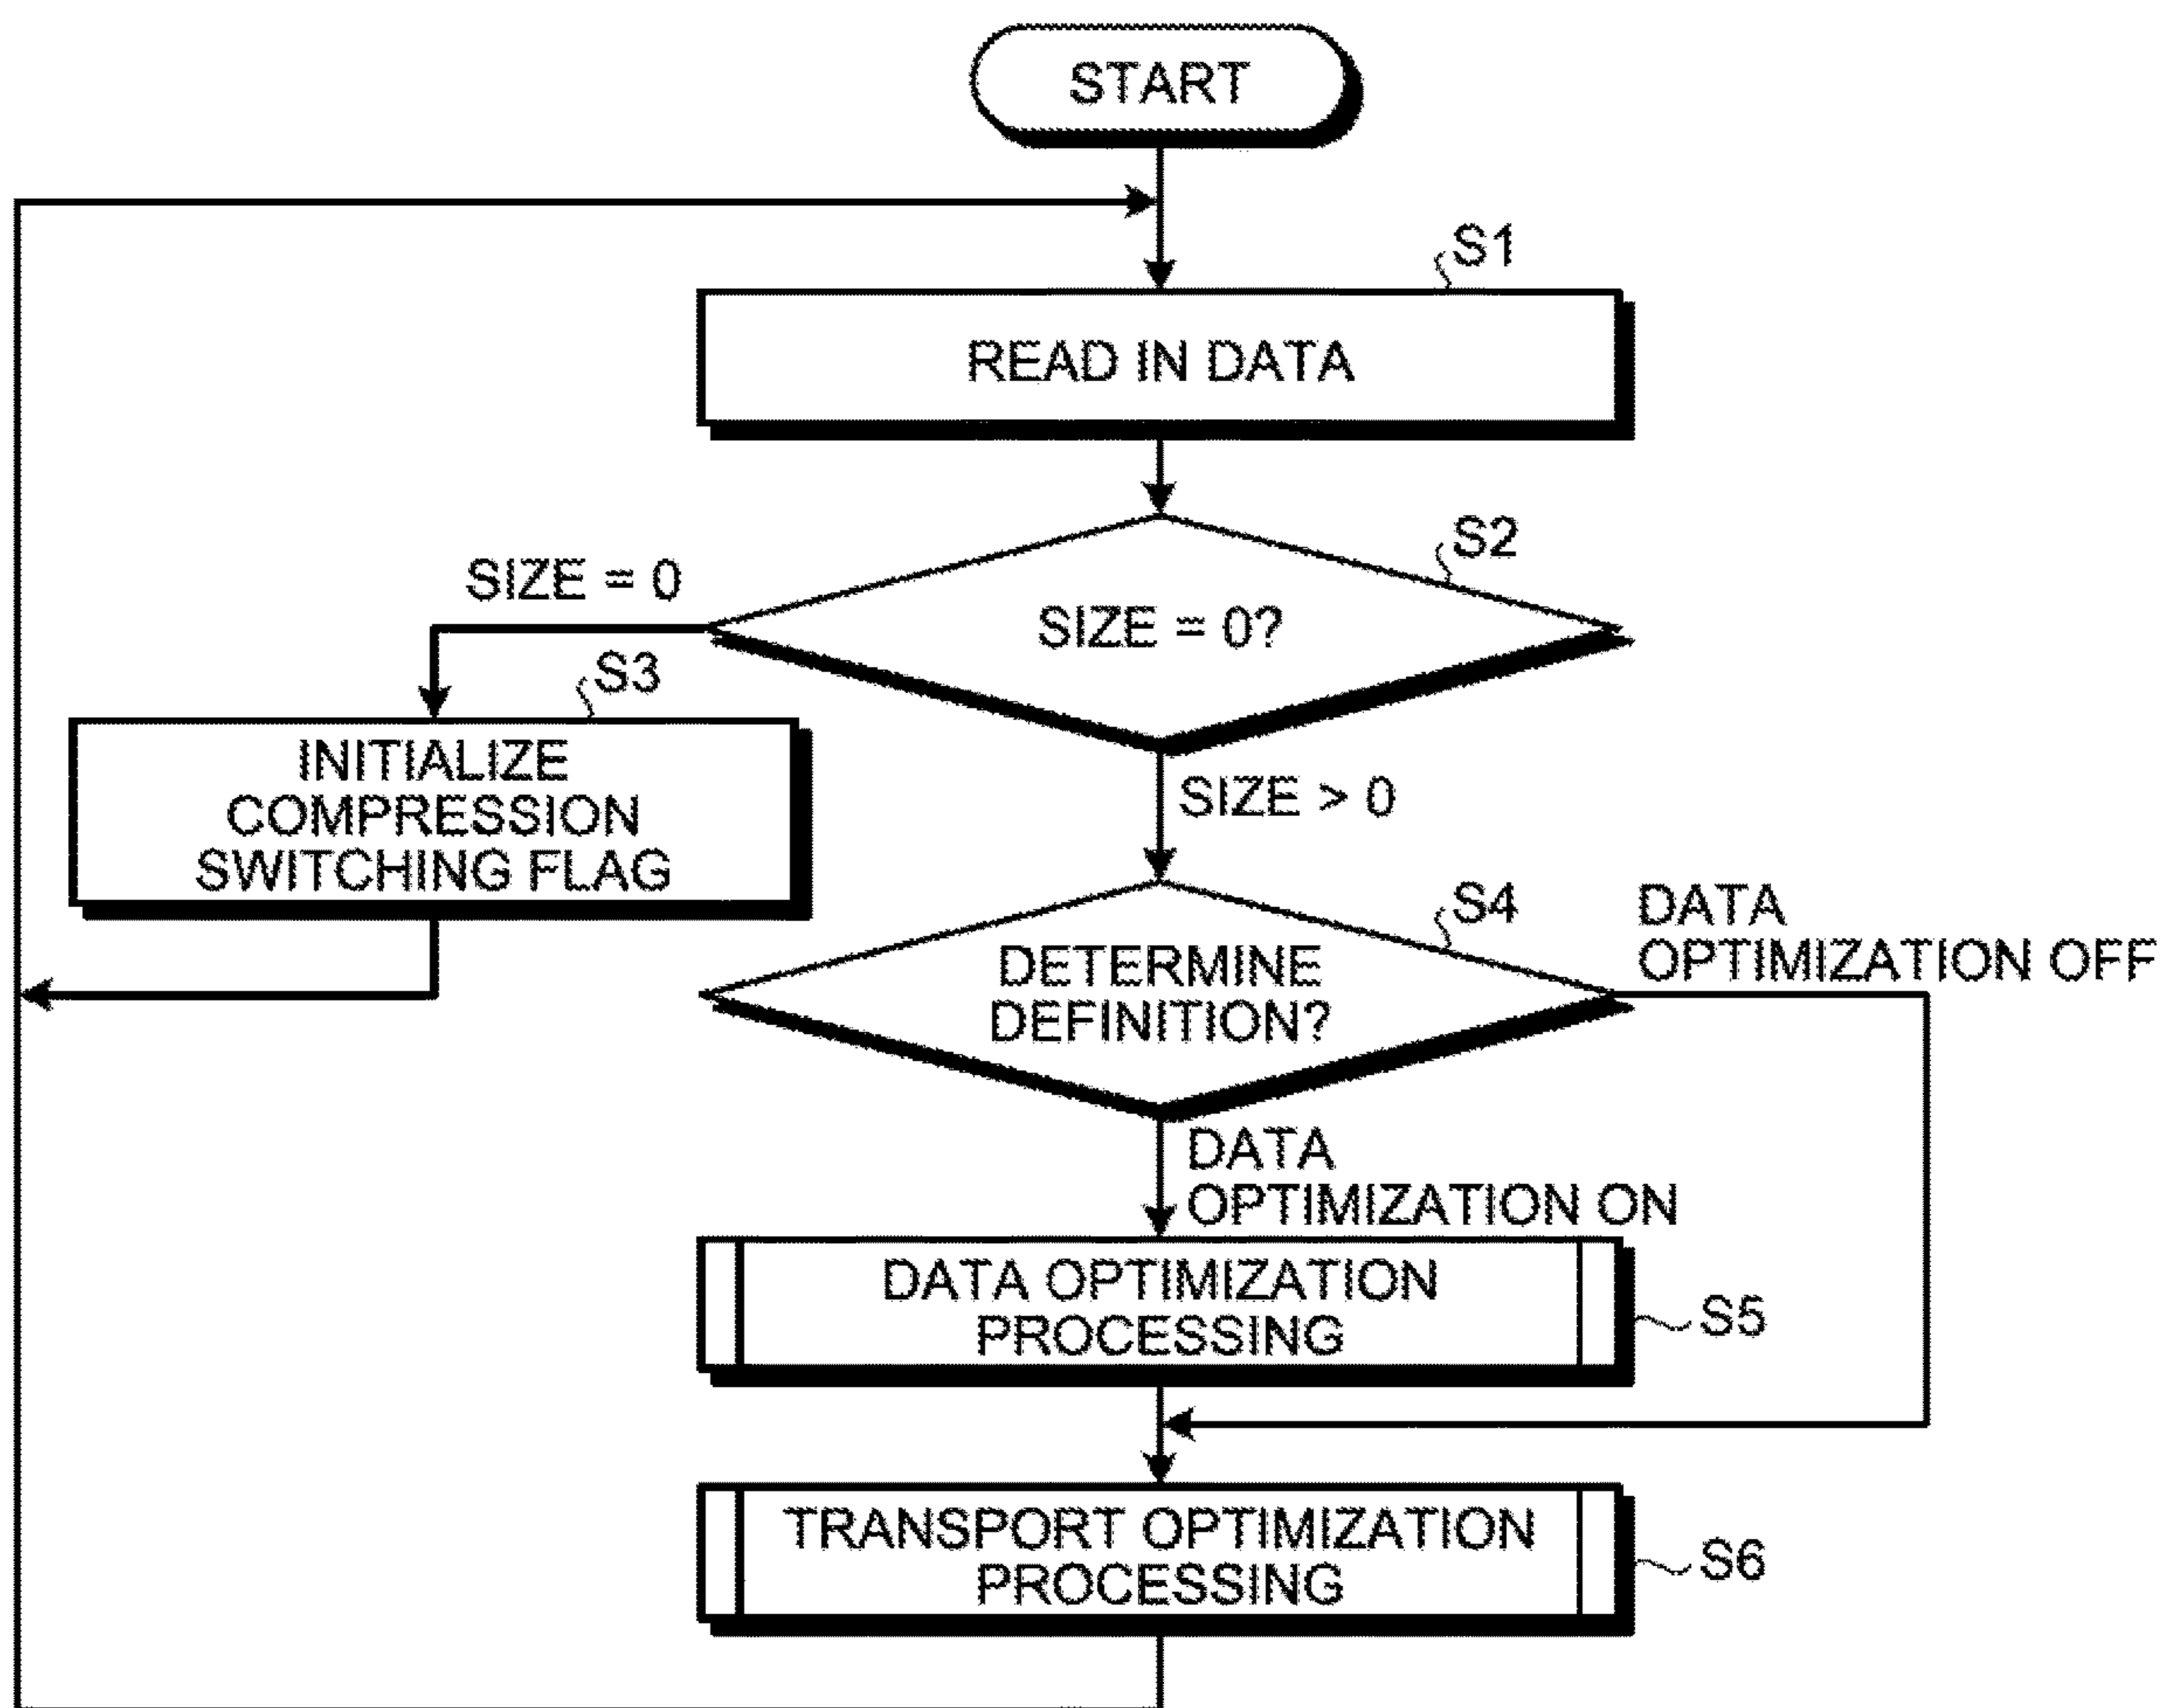 START
S1
READ IN DATA
S2
SIZE = 0
SIZE = 0?
S3
INITIALIZE
COMPRESSION
SWITCHING FLAG
SIZE > 0
S4
DATA
OPTIMIZATION OFF
DETERMINE
DEFINITION?
DATA
OPTIMIZATION ON
DATA OPTIMIZATION
PROCESSING
S5
TRANSPORT OPTIMIZATION
PROCESSING
S6